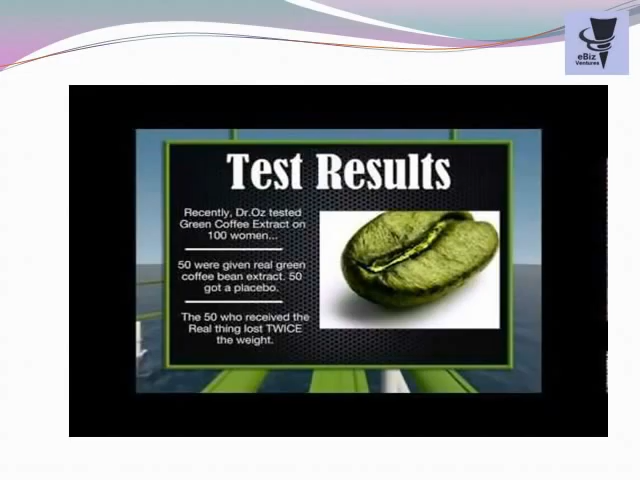 eBiz
Ventures
Test Results
Recently, Dr.Oz tested
Green Coffee Extract on
100 women...
50 were given real green
coffee bean extract. 50
got a placebo.
The 50 who received the
Real thing lost TWICE
the weight.